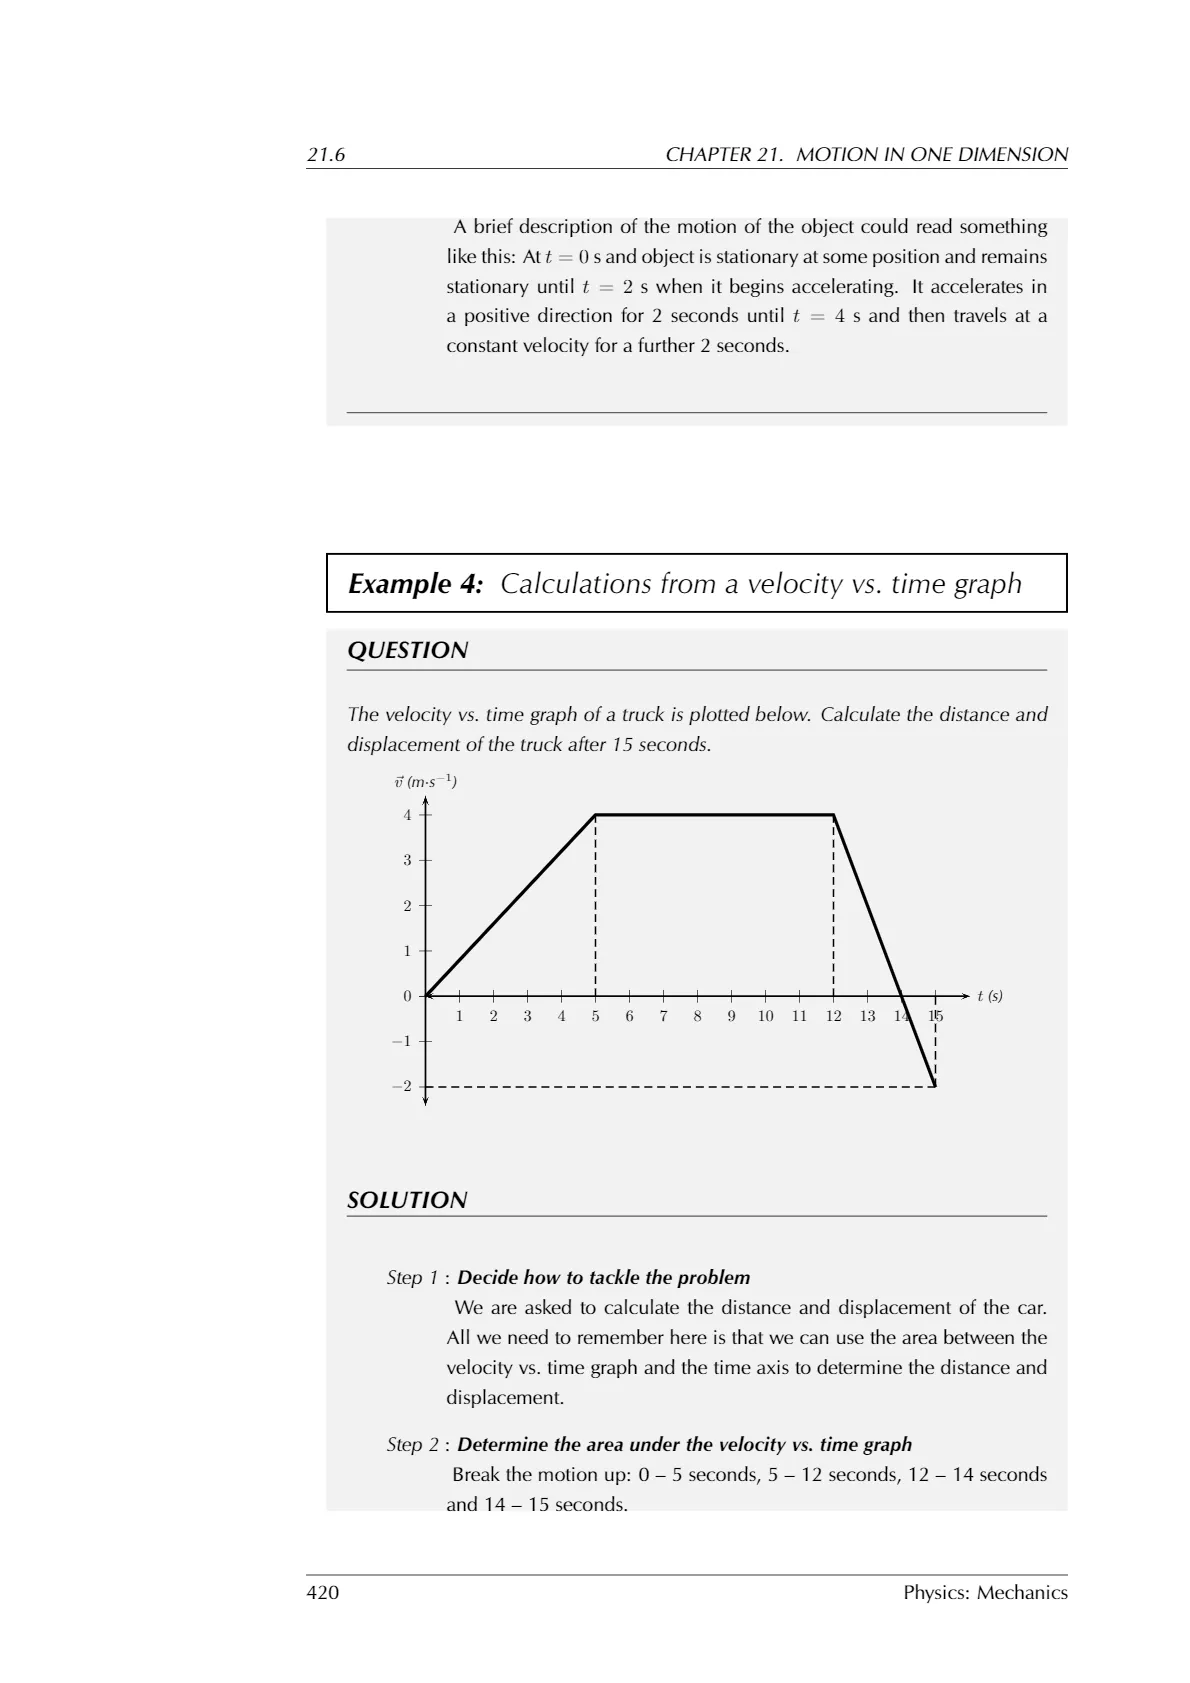 21.6 CHAPTER 21. MOTION IN ONE DIMENSION
A brief description of the motion of the object could read something
like this: At t = 0 s and object is stationary at some position and remains
stationary until t = 2 s when it begins accelerating. It accelerates in
a positive direction for 2 seconds until t = 4 s and then travels at a
constant velocity for a further 2 seconds.
Example 4: Calculations from a velocity vs. time graph
QUESTION
The velocity vs. time graph of a truck is plotted below. Calculate the distance and
displacement of the truck after 15 seconds.
v⃗ (m·s⁻¹)
4
3
2
1
0 t (s)
1 2 3 4 5 6 7 8 9 10 11 12 13 14 15
−1
−2
SOLUTION
Step 1 : Decide how to tackle the problem
We are asked to calculate the distance and displacement of the car.
All we need to remember here is that we can use the area between the
velocity vs. time graph and the time axis to determine the distance and
displacement.
Step 2 : Determine the area under the velocity vs. time graph
Break the motion up: 0 – 5 seconds, 5 – 12 seconds, 12 – 14 seconds
and 14 – 15 seconds.
420 Physics: Mechanics